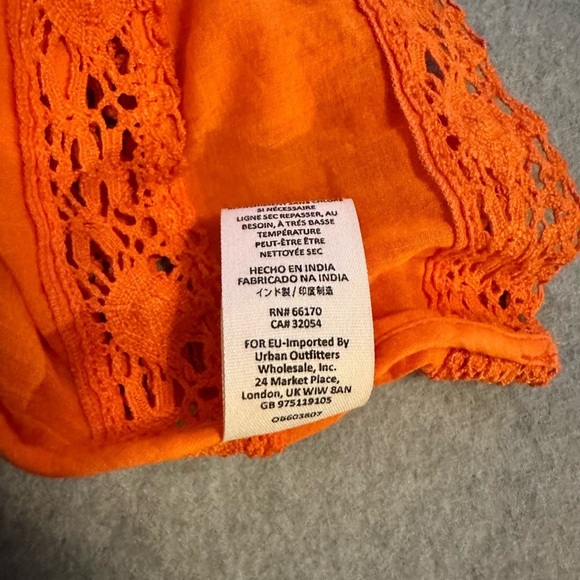 SI NÉCESSAIRE
LIGNE SEC REPASSER, AU
BESOIN, À TRÉS BASSE
TEMPÉRATURE
PEUT-ÊTRE ÊTRE
NETTOYÉE SEC
HECHO EN INDIA
FABRICADO NA INDIA
インド製 / 印度制造
RN# 66170
CA# 32054
FOR EU-Imported By
Urban Outfitters
Wholesale, Inc.
24 Market Place,
London, UK WIW 8AN
GB 975119105
OB603807